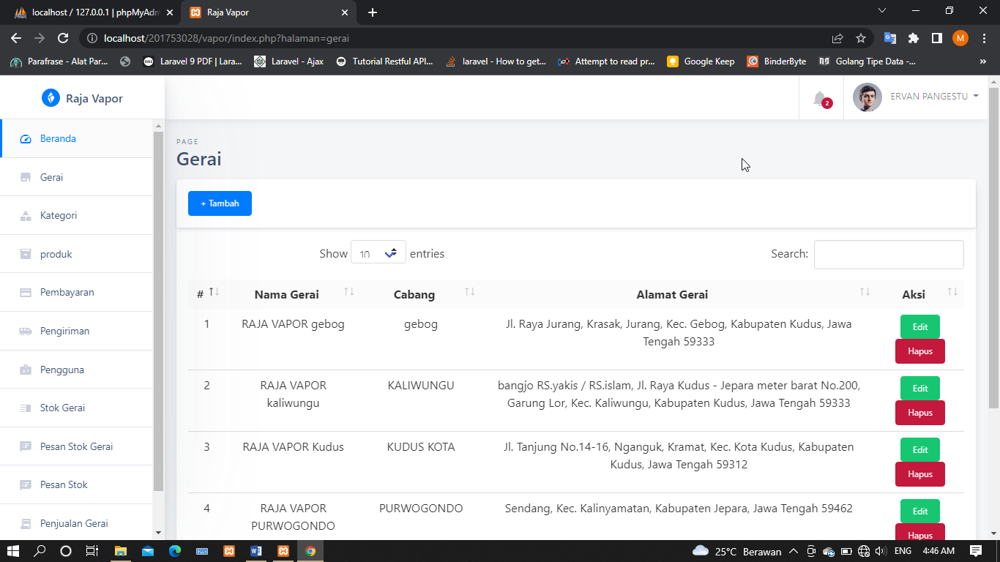 localhost / 127.0.0.1 | phpMyAdm
Raja Vapor
localhost/201753028/vapor/index.php?halaman=gerai
M
Parafrase - Alat Par...
Laravel 9 PDF | Lara...
Laravel - Ajax
Tutorial Restful API...
laravel - How to get...
Attempt to read pr...
Google Keep
BinderByte
Golang Tipe Data -...
»
Raja Vapor
2
ERVAN PANGESTU
Beranda
Gerai
Kategori
produk
Pembayaran
Pengiriman
Pengguna
Stok Gerai
Pesan Stok Gerai
Pesan Stok
Penjualan Gerai
PAGE
Gerai
+ Tambah
Show 10 entries
Search:
# Nama Gerai Cabang Alamat Gerai Aksi
1 RAJA VAPOR gebog gebog Jl. Raya Jurang, Krasak, Jurang, Kec. Gebog, Kabupaten Kudus, Jawa
Tengah 59333
Edit
Hapus
2 RAJA VAPOR KALIWUNGU bangjo RS.yakis / RS.islam, Jl. Raya Kudus - Jepara meter barat No.200,
kaliwungu Garung Lor, Kec. Kaliwungu, Kabupaten Kudus, Jawa Tengah 59333
Edit
Hapus
3 RAJA VAPOR Kudus KUDUS KOTA Jl. Tanjung No.14-16, Nganguk, Kramat, Kec. Kota Kudus, Kabupaten
Kudus, Jawa Tengah 59312
Edit
Hapus
4 RAJA VAPOR PURWOGONDO Sendang, Kec. Kalinyamatan, Kabupaten Jepara, Jawa Tengah 59462
PURWOGONDO
Edit
Hapus
25°C Berawan
ENG
4:46 AM